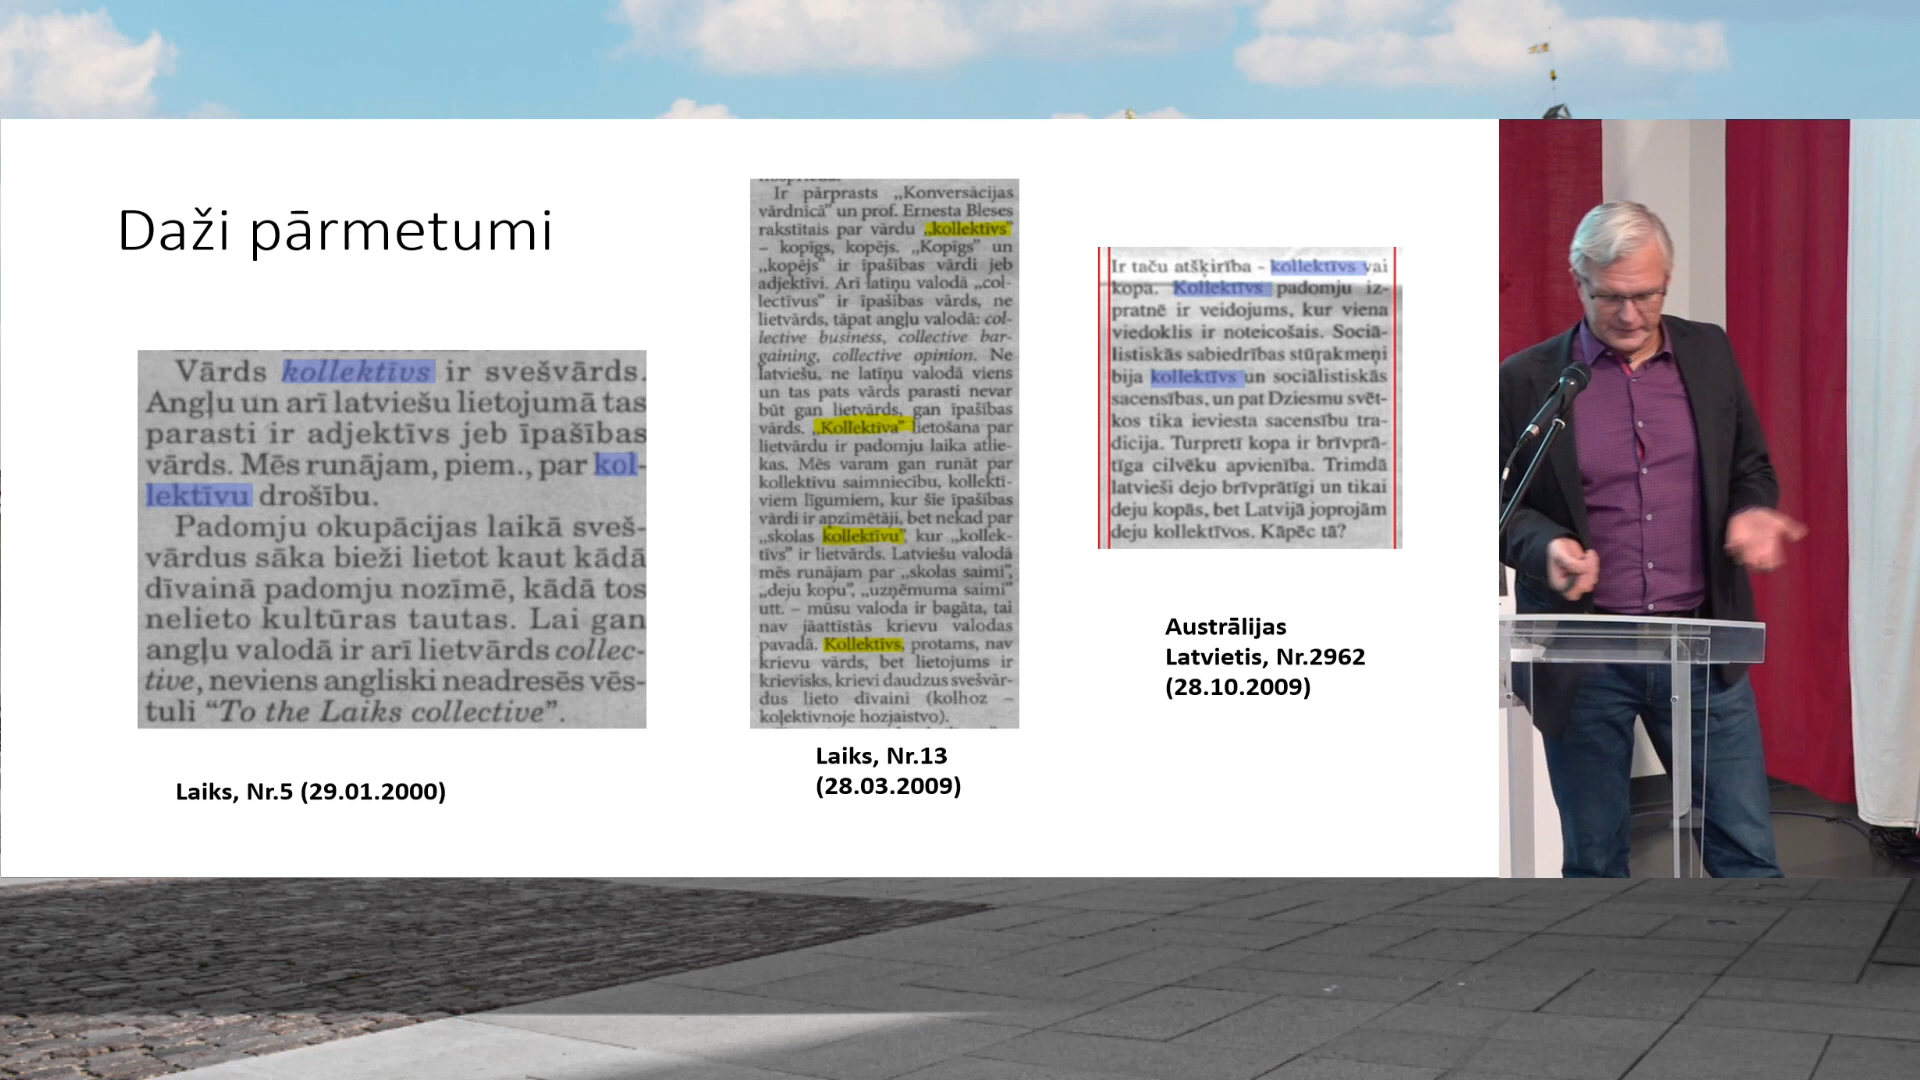 Daži pārmetumi
Vārds kollektīvs ir svešvārds.
Angļu un arī latviešu lietojumā tas
parasti ir adjektīvs jeb īpašības
vārds. Mēs runājam, piem., par kol-
lektīvu drošību.
Padomju okupācijas laikā sveš-
vārdus sāka bieži lietot kaut kādā
dīvainā padomju nozīmē, kādā tos
nelieto kultūras tautas. Lai gan
angļu valodā ir arī lietvārds collec-
tive, neviens angliski neadresēs vēs-
tuli “To the Laiks collective”.
Laiks, Nr.5 (29.01.2000)
Ir pārprasts „Konversācijas
vārdnīcā” un prof. Ernesta Bleses
rakstītais par vārdu „kollektīvs”
– kopīgs, kopējs. „Kopīgs” un
„kopējs” ir īpašības vārdi jeb
adjektīvi. Arī latiņu valodā „col-
lectivus” ir īpašības vārds, ne
lietvārds, tāpat angļu valodā: col-
lective business, collective bar-
gaining, collective opinion. Ne
latviešu, ne latiņu valodā viens
un tas pats vārds parasti nevar
būt gan lietvārds, gan īpašības
vārds. „Kollektīva” lietošana par
lietvārdu ir padomju laika atlie-
kas. Mēs varam gan runāt par
kollektīvu saimniecību, kollektī-
viem līgumiem, kur šie īpašības
vārdi ir apzīmētāji, bet nekad par
„skolas kollektīvu”, kur „kollek-
tīvs” ir lietvārds. Latviešu valodā
mēs runājam par „skolas saimi”,
„deju kopu”, „uzņēmuma saimi”
utt. – mūsu valoda ir bagāta, tai
nav jāattīstās krievu valodas
pavadā. Kollektīvs, protams, nav
krievu vārds, bet lietojums ir
krievisks, krievi daudzus svešvār-
dus lieto dīvaini (kolhoz –
koļektivnoje hozjaistvo).
Laiks, Nr.13
(28.03.2009)
Ir taču atšķirība - kollektīvs vai
kopa. Kollektīvs padomju iz-
pratnē ir veidojums, kur viena
viedoklis ir noteicošais. Sociā-
listiskās sabiedrības stūŗakmeņi
bija kollektīvs un sociālistiskās
sacensības, un pat Dziesmu svēt-
kos tika ieviesta sacensību tra-
dicija. Turpretī kopa ir brīvprā-
tīga cilvēku apvienība. Trimdā
latvieši dejo brīvprātīgi un tikai
deju kopās, bet Latvijā joprojām
deju kollektīvos. Kāpēc tā?
Austrālijas
Latvietis, Nr.2962
(28.10.2009)